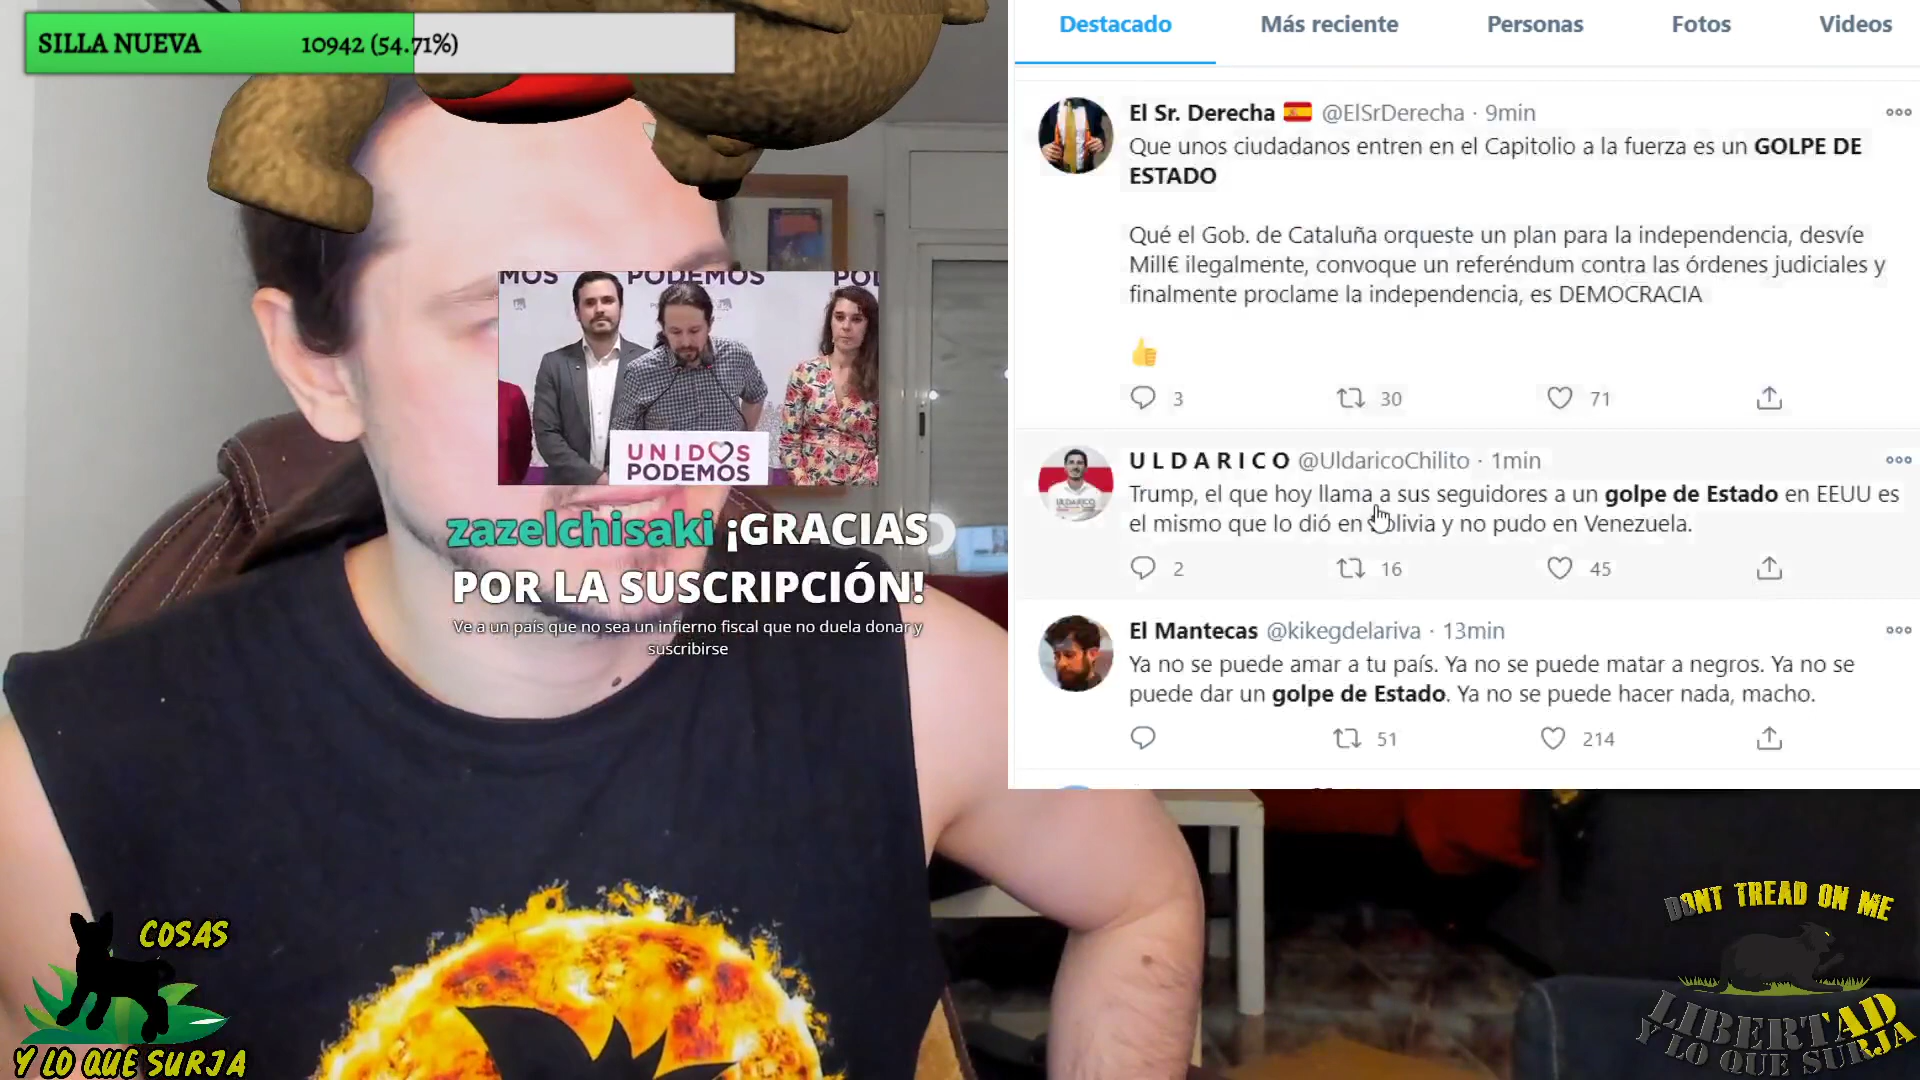 SILLA NUEVA 10942 (54.71%)
MOS PODEMOS POD
UNIDOS
PODEMOS
zazelchisaki ¡GRACIAS
POR LA SUSCRIPCIÓN!
Ve a un país que no sea un infierno fiscal que no duela donar y
suscribirse
COSAS
Y LO QUE SURJA
Destacado Más reciente Personas Fotos Videos
El Sr. Derecha 🇪🇸 @ElSrDerecha · 9min
Que unos ciudadanos entren en el Capitolio a la fuerza es un GOLPE DE
ESTADO
Qué el Gob. de Cataluña orqueste un plan para la independencia, desvíe
Mill€ ilegalmente, convoque un referéndum contra las órdenes judiciales y
finalmente proclame la independencia, es DEMOCRACIA
👍
3 30 71
U L D A R I C O @UldaricoChilito · 1min
Trump, el que hoy llama a sus seguidores a un golpe de Estado en EEUU es
el mismo que lo dió en olivia y no pudo en Venezuela.
2 16 45
El Mantecas @kikegdelariva · 13min
Ya no se puede amar a tu país. Ya no se puede matar a negros. Ya no se
puede dar un golpe de Estado. Ya no se puede hacer nada, macho.
51 214
DONT TREAD ON ME
LIBERTAD
Y LO QUE SURJA